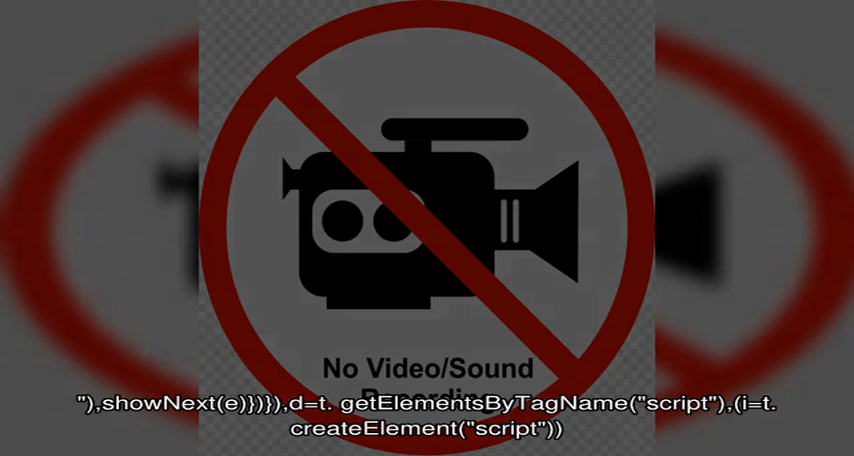 No Video/Sound
"),showNext(e)})}),d=t. getElementsByTagName("script"),(i=t.
createElement("script"))